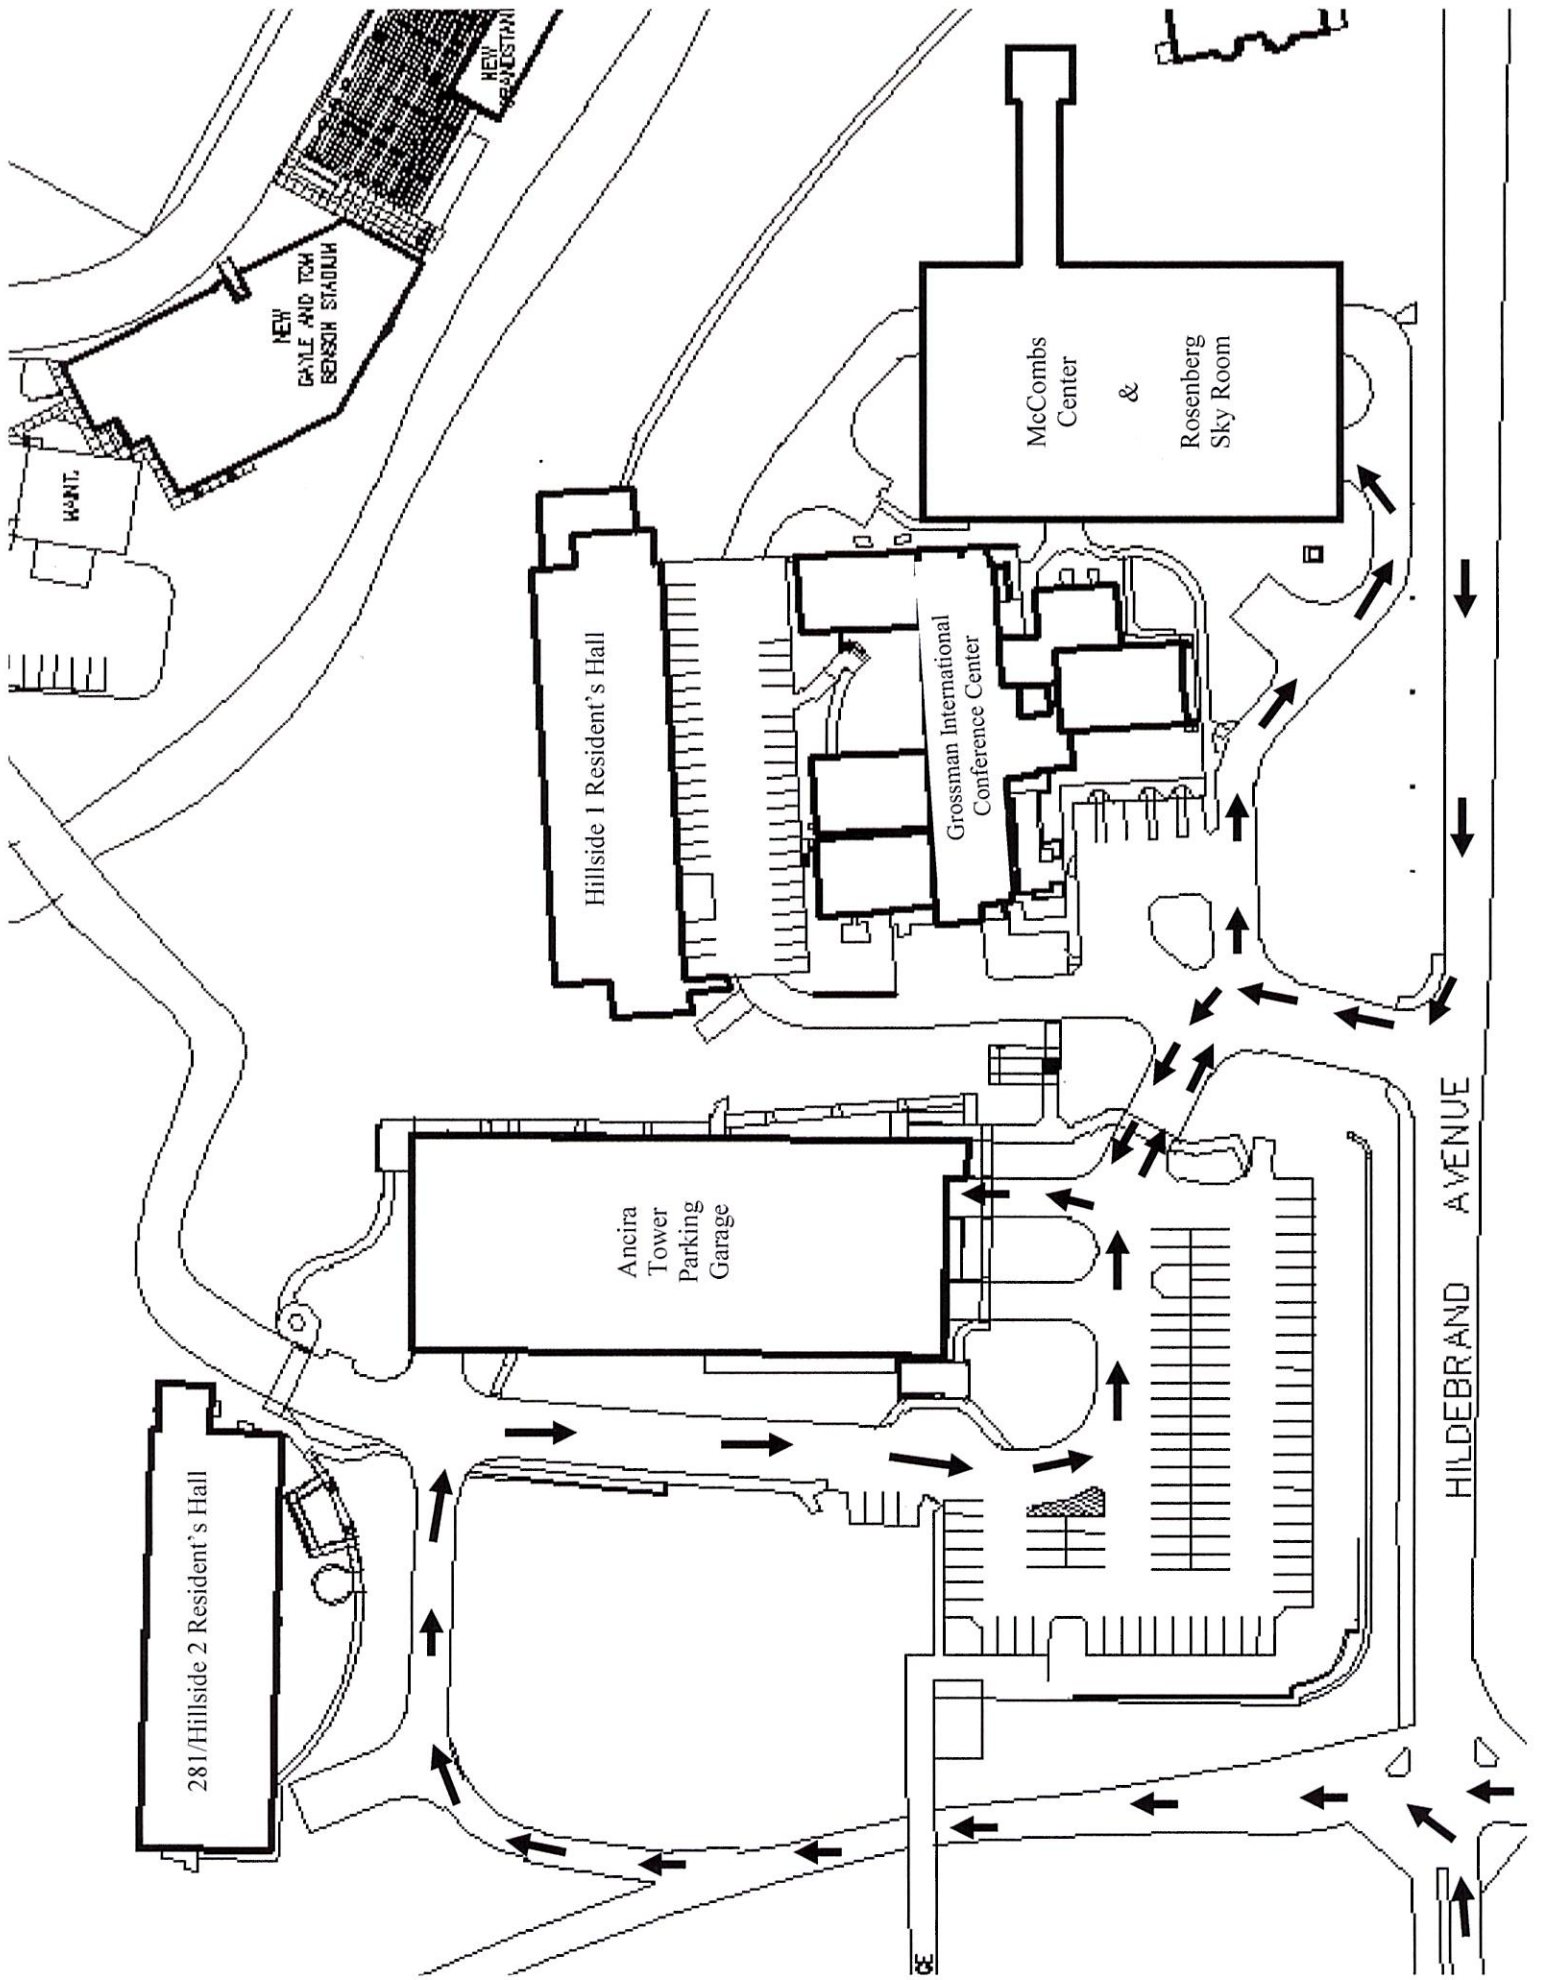 281/Hillside 2 Resident's Hall
MAINT.
NEW
GAYLE AND TOM
BENSON STADIUM
NEW
GRANDSTAND
Hillside 1 Resident's Hall
Ancira
Tower
Parking
Garage
Grossman International
Conference Center
McCombs
Center
&
Rosenberg
Sky Room
HILDEBRAND AVENUE